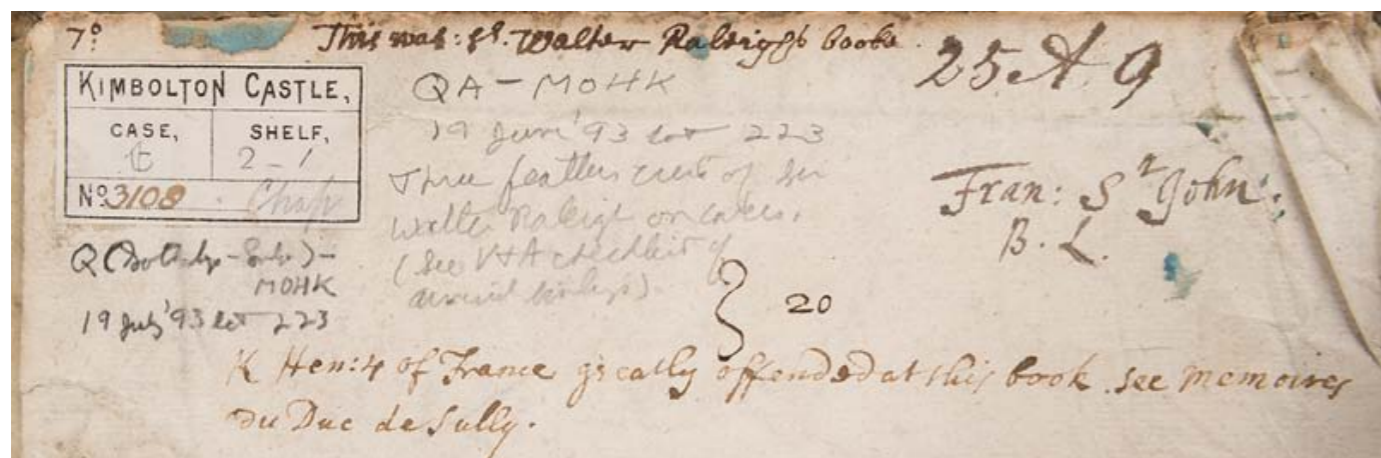 7º
This was: Sr. Walter Raleighs booke.
25 A 9
KIMBOLTON CASTLE,
CASE,
SHELF,
2-1
Nº 3108
QA - MOHK
19 July '93 lot 223
Three feathers crest of Sir
Walter Raleigh on covers.
(See V+A checklist of
armorial bindings).
Fran: St John:
B. L.
Q( )-
MOHK
19 July '93 lot 223
} 20
K Hen: 4 of France greatly offended at this book. see Memoires
du Duc de Sully.